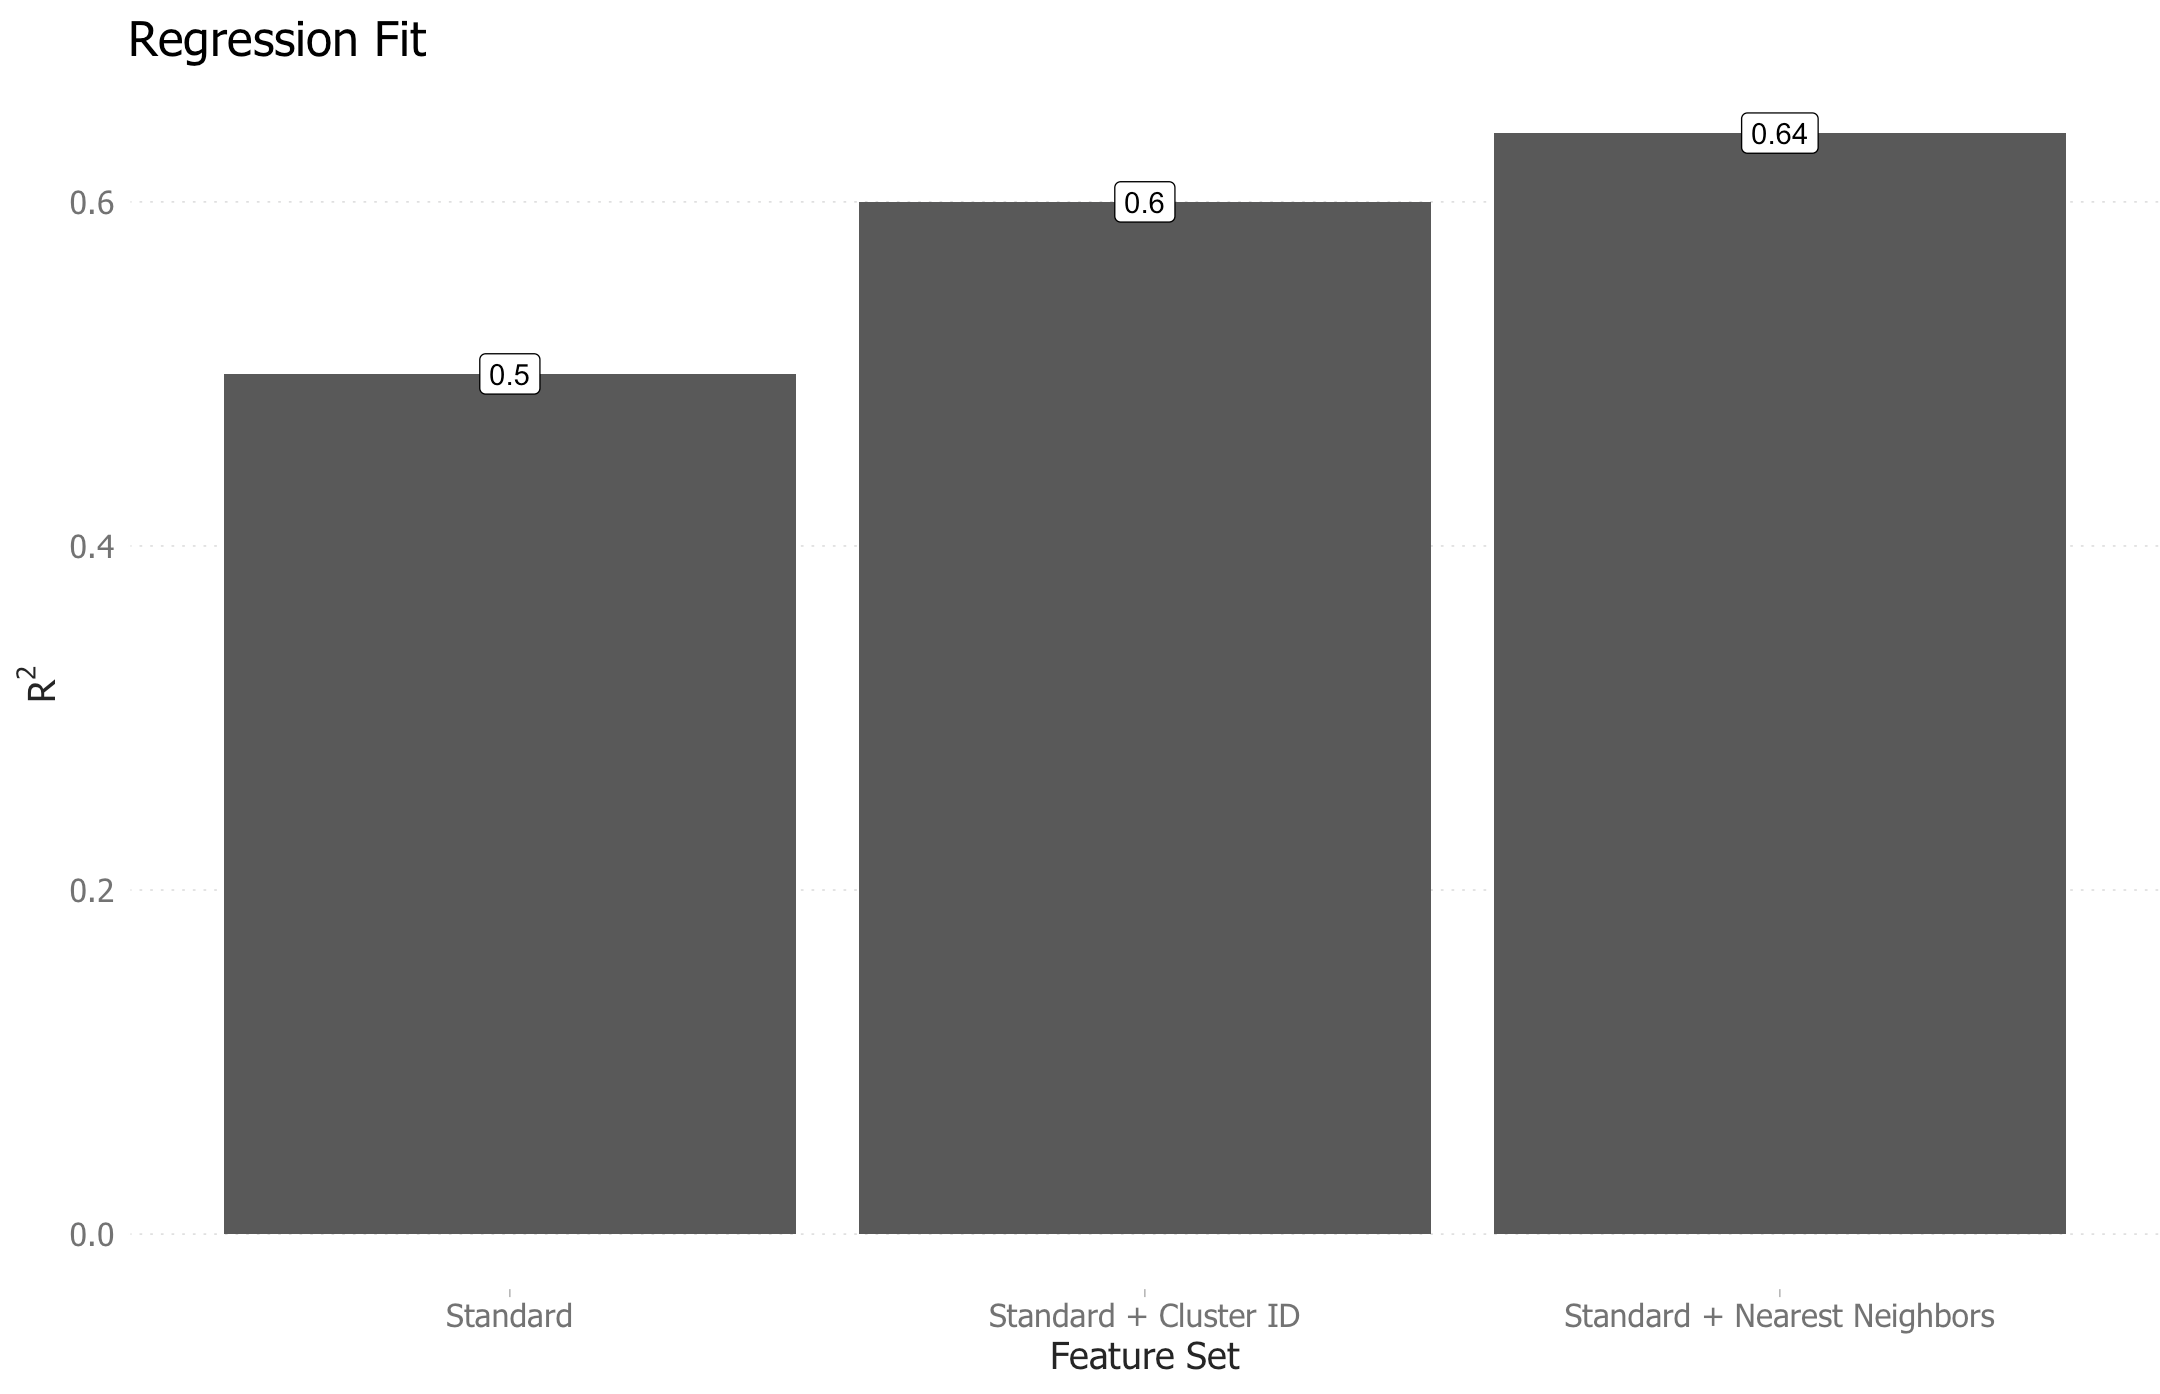 Regression Fit
0.64
0.6
0.6
0.5
0.4
0.2
0.0
R²
Standard
Standard + Cluster ID
Standard + Nearest Neighbors
Feature Set